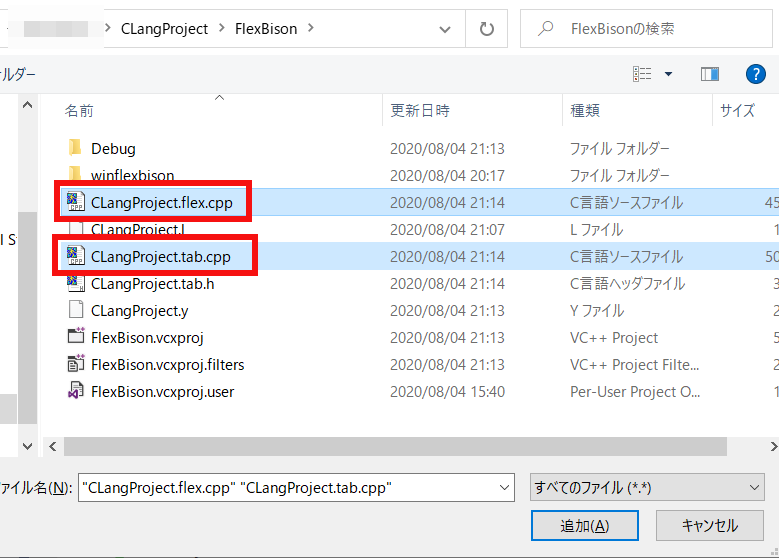 CLangProject > FlexBison > FlexBisonの検索
ォルダー ?
名前 更新日時 種類 サイズ
Debug 2020/08/04 21:13 ファイル フォルダー
winflexbison 2020/08/04 20:17 ファイル フォルダー
CLangProject.flex.cpp 2020/08/04 21:14 C言語ソースファイル 45
CLangProject.l 2020/08/04 21:07 L ファイル
l S CLangProject.tab.cpp 2020/08/04 21:14 C言語ソースファイル 50
CLangProject.tab.h 2020/08/04 21:14 C言語ヘッダファイル 3
CLangProject.y 2020/08/04 21:13 Y ファイル 2
FlexBison.vcxproj 2020/08/04 21:13 VC++ Project 5
FlexBison.vcxproj.filters 2020/08/04 21:13 VC++ Project Filte... 2
FlexBison.vcxproj.user 2020/08/04 15:40 Per-User Project O... 1
ァイル名(N): "CLangProject.flex.cpp" "CLangProject.tab.cpp" すべてのファイル (*.*)
追加(A) キャンセル